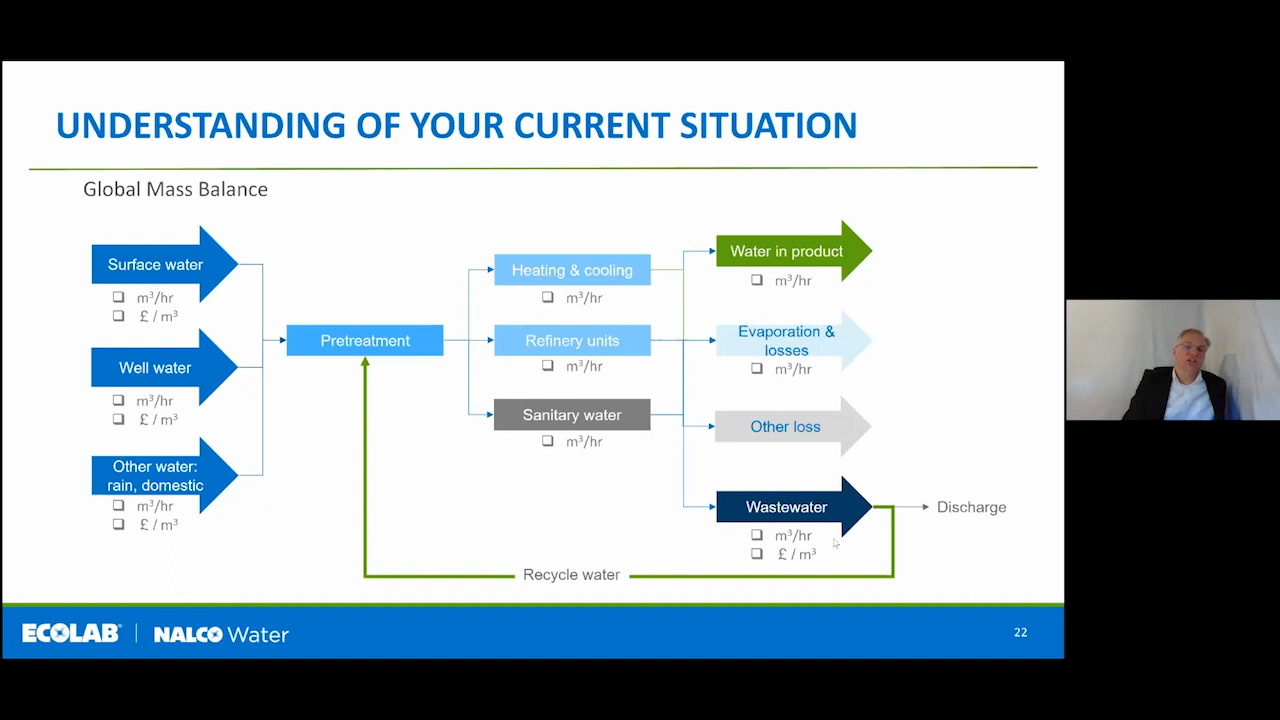 UNDERSTANDING OF YOUR CURRENT SITUATION
Global Mass Balance
Surface water
❑ m³/hr
❑ £ / m³
Well water
❑ m³/hr
❑ £ / m³
Other water:
rain, domestic
❑ m³/hr
❑ £ / m³
Pretreatment
Heating & cooling
❑ m³/hr
Refinery units
❑ m³/hr
Sanitary water
❑ m³/hr
Water in product
❑ m³/hr
Evaporation &
losses
❑ m³/hr
Other loss
Wastewater
❑ m³/hr
❑ £ / m³
Discharge
Recycle water
ECOLAB® | NALCO Water
22